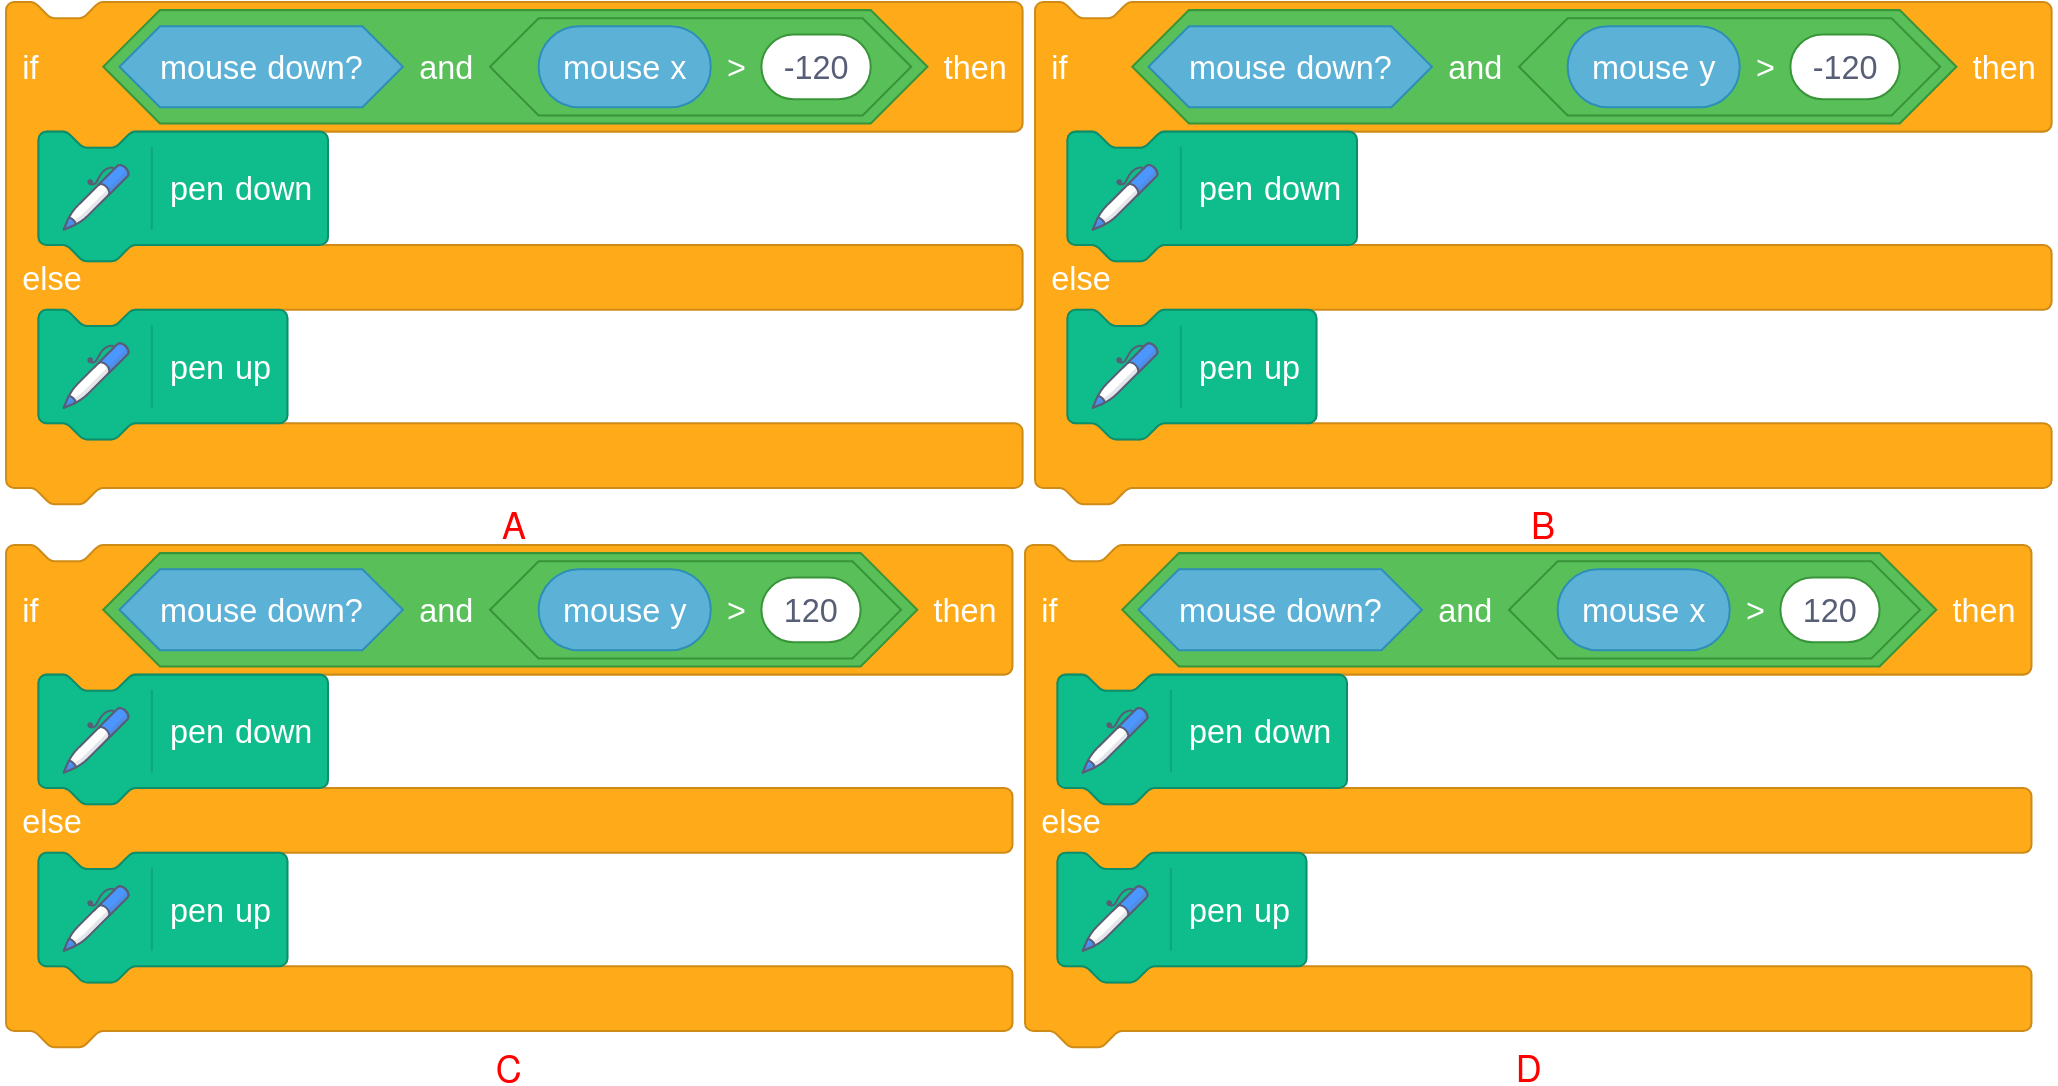 if mouse down? and mouse x > -120 then
pen down
else
pen up
A
if mouse down? and mouse y > -120 then
pen down
else
pen up
B
if mouse down? and mouse y > 120 then
pen down
else
pen up
C
if mouse down? and mouse x > 120 then
pen down
else
pen up
D